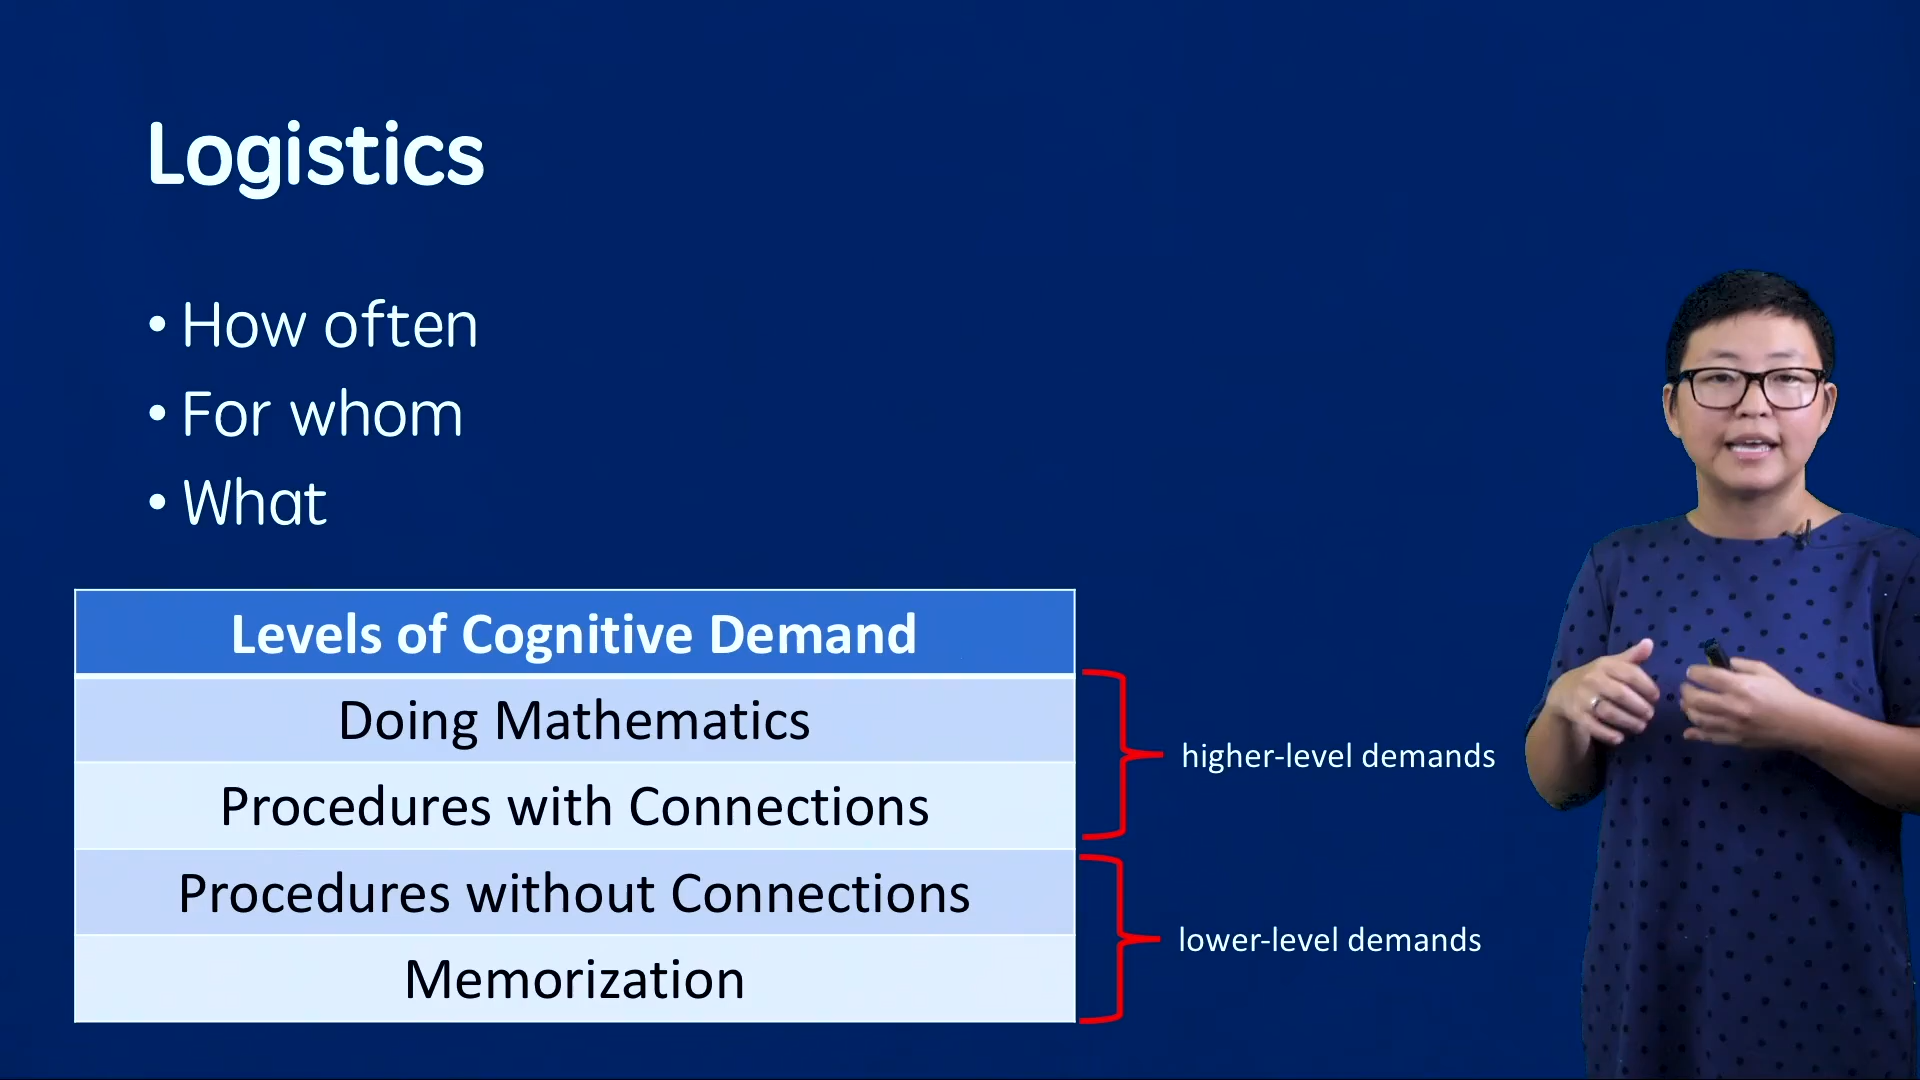 Logistics
• How often
• For whom
• What
Levels of Cognitive Demand
Doing Mathematics
Procedures with Connections
higher-level demands
Procedures without Connections
Memorization
lower-level demands